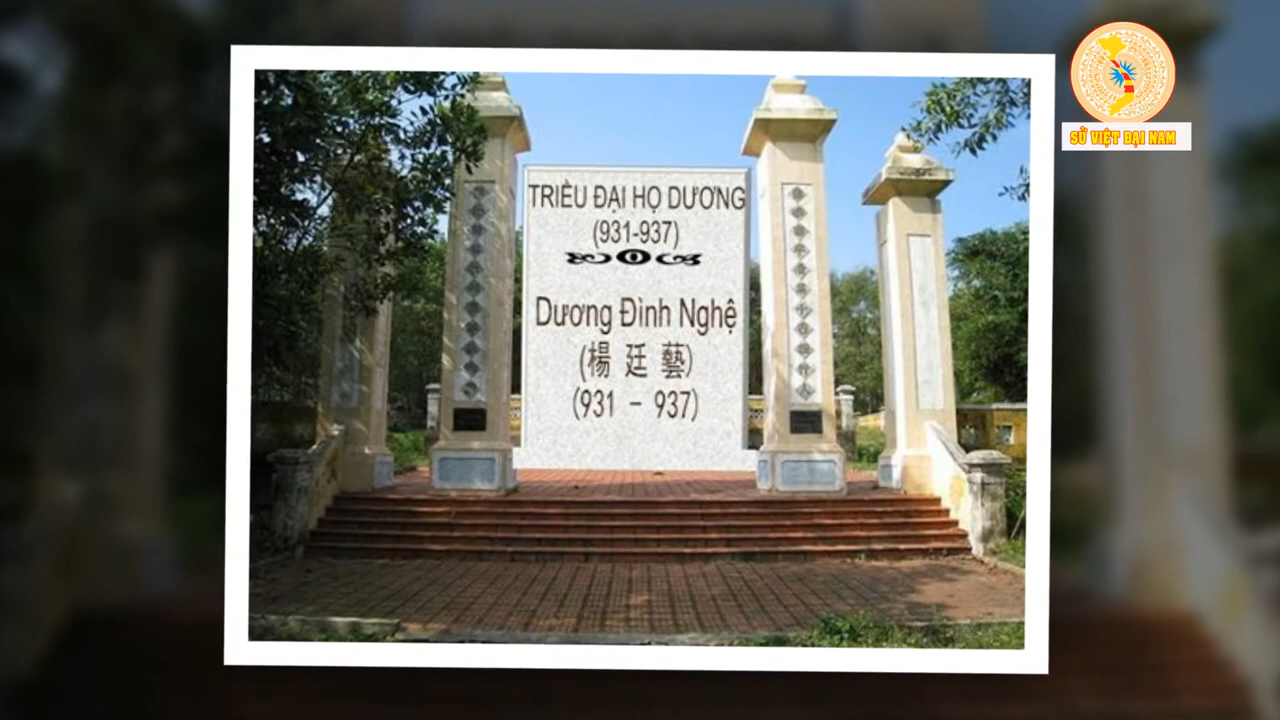 TRIỀU ĐẠI HỌ DƯƠNG
(931-937)
Dương Đình Nghệ
(楊 廷 藝)
(931 – 937)
SỬ VIỆT ĐẠI NAM